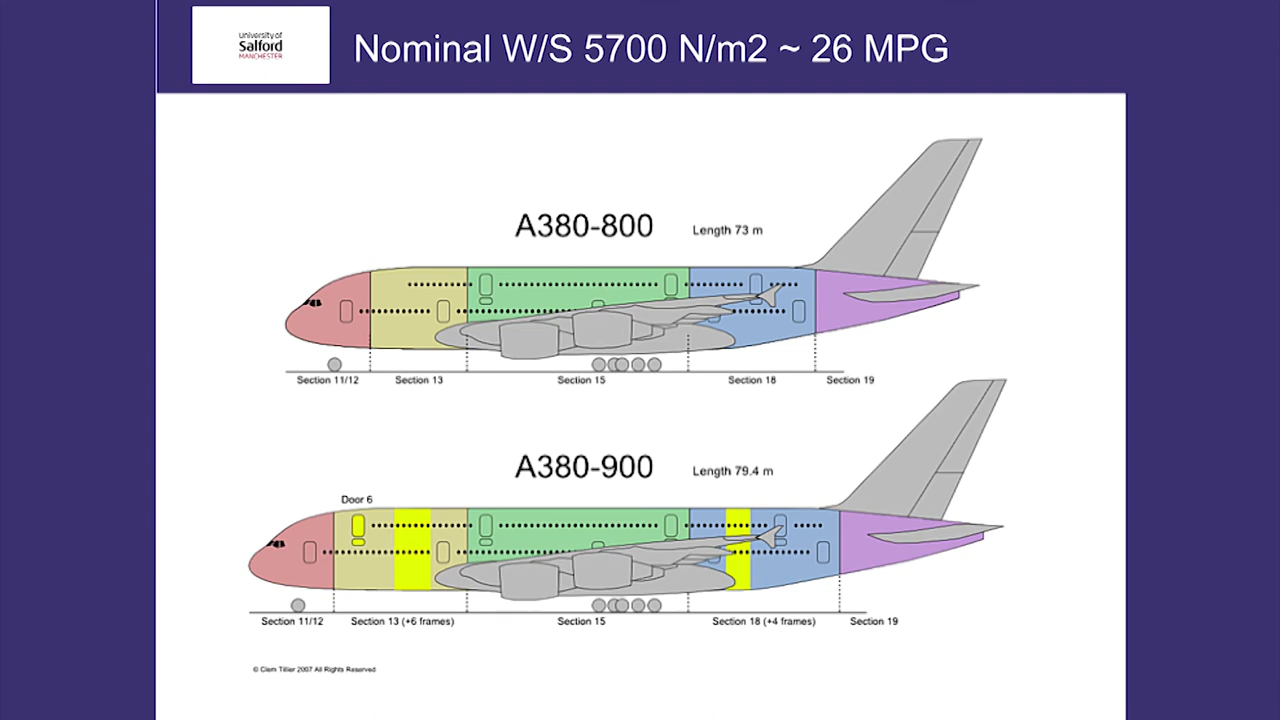 University of
Salford
MANCHESTER
Nominal W/S 5700 N/m2 ~ 26 MPG
A380-800 Length 73 m
Section 11/12 Section 13 Section 15 Section 18 Section 19
A380-900 Length 79.4 m
Door 6
Section 11/12 Section 13 (+6 frames) Section 15 Section 18 (+4 frames) Section 19
© Clem Tillier 2007 All Rights Reserved